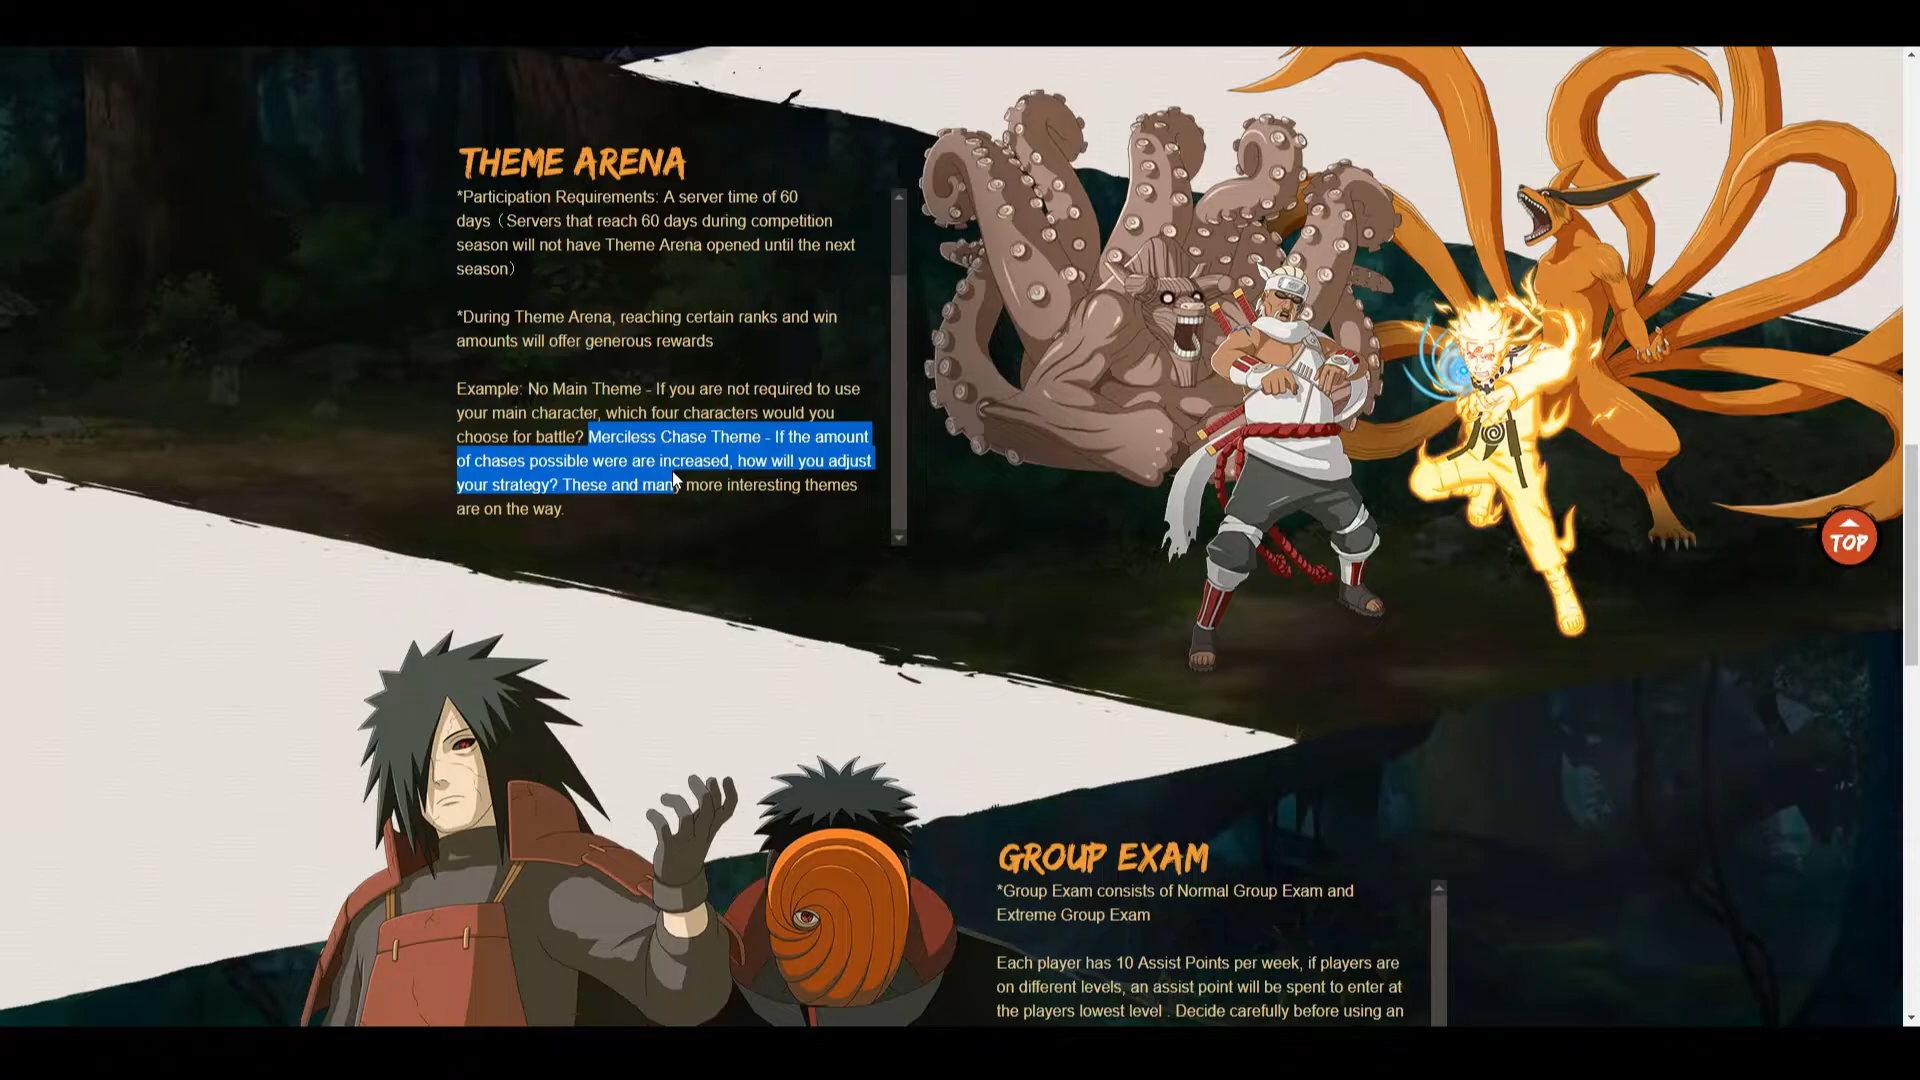 THEME ARENA
*Participation Requirements: A server time of 60
days（Servers that reach 60 days during competition
season will not have Theme Arena opened until the next
season）
*During Theme Arena, reaching certain ranks and win
amounts will offer generous rewards
Example: No Main Theme - If you are not required to use
your main character, which four characters would you
choose for battle? Merciless Chase Theme - If the amount
of chases possible were are increased, how will you adjust
your strategy? These and many more interesting themes
are on the way.
TOP
GROUP EXAM
*Group Exam consists of Normal Group Exam and
Extreme Group Exam
Each player has 10 Assist Points per week, if players are
on different levels, an assist point will be spent to enter at
the players lowest level . Decide carefully before using an